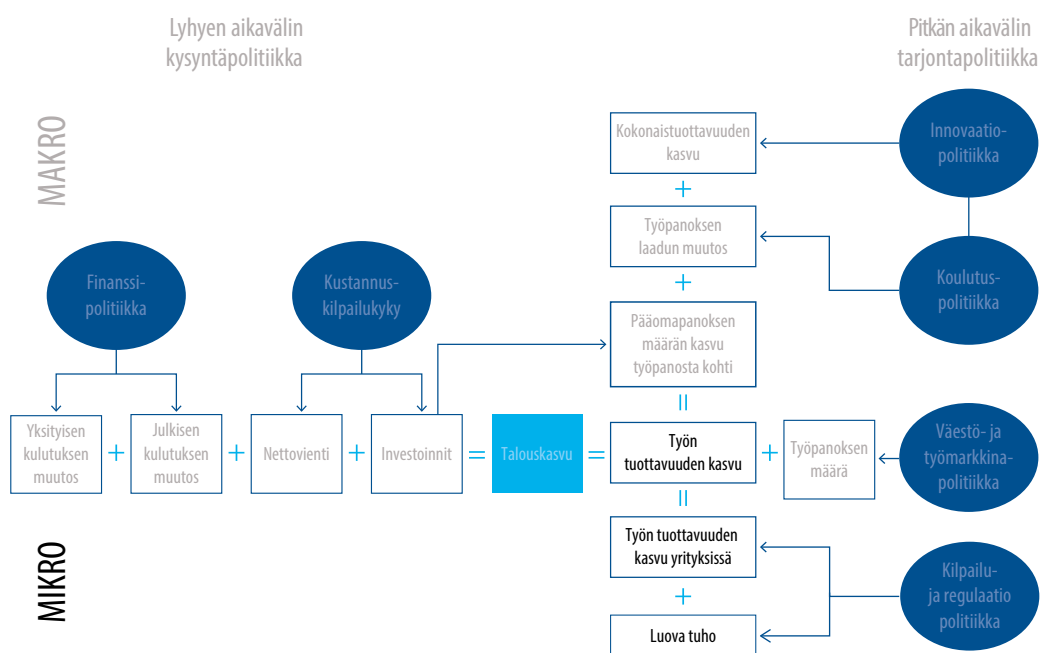 Lyhyen aikavälin
kysyntäpolitiikka
Pitkän aikavälin
tarjontapolitiikka
MAKRO
Kokonaistuottavuuden
kasvu
Innovaatio-
politiikka
+
Työpanoksen
laadun muutos
+
Koulutus-
politiikka
Finanssi-
politiikka
Kustannus-
kilpailukyky
Pääomapanoksen
määrän kasvu
työpanosta kohti
=
Yksityisen
kulutuksen
muutos
+
Julkisen
kulutuksen
muutos
+
Nettovienti
+
Investoinnit
=
Talouskasvu
=
Työn
tuottavuuden kasvu
+
Työpanoksen
määrä
Väestö- ja
työmarkkina-
politiikka
=
MIKRO
Työn tuottavuuden
kasvu yrityksissä
+
Luova tuho
Kilpailu-
ja regulaatio
politiikka